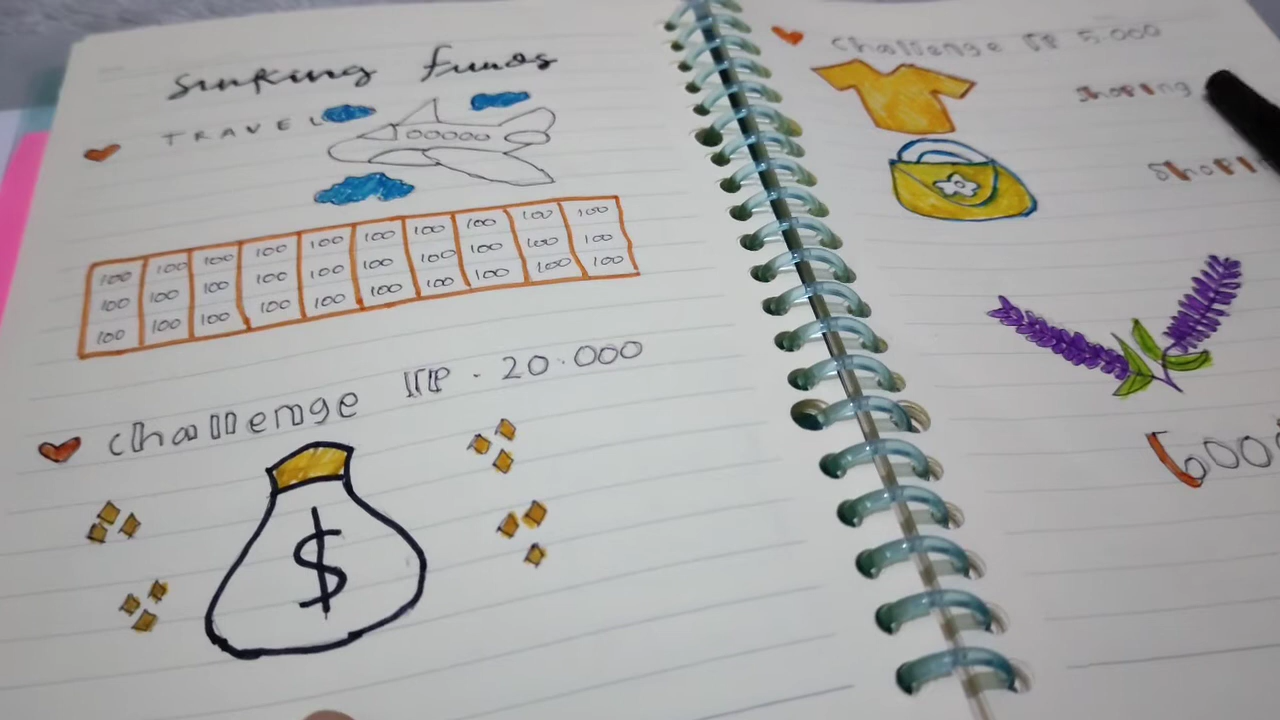 Sinking funds
TRAVEL
100 100 100 100 100 100 100 100 100 100
100 100 100 100 100 100 100 100 100 100
100 100 100 100 100 100 100 100 100 100
Challenge RP . 20.000
$
Challenge RP 5.000
Shoping
600